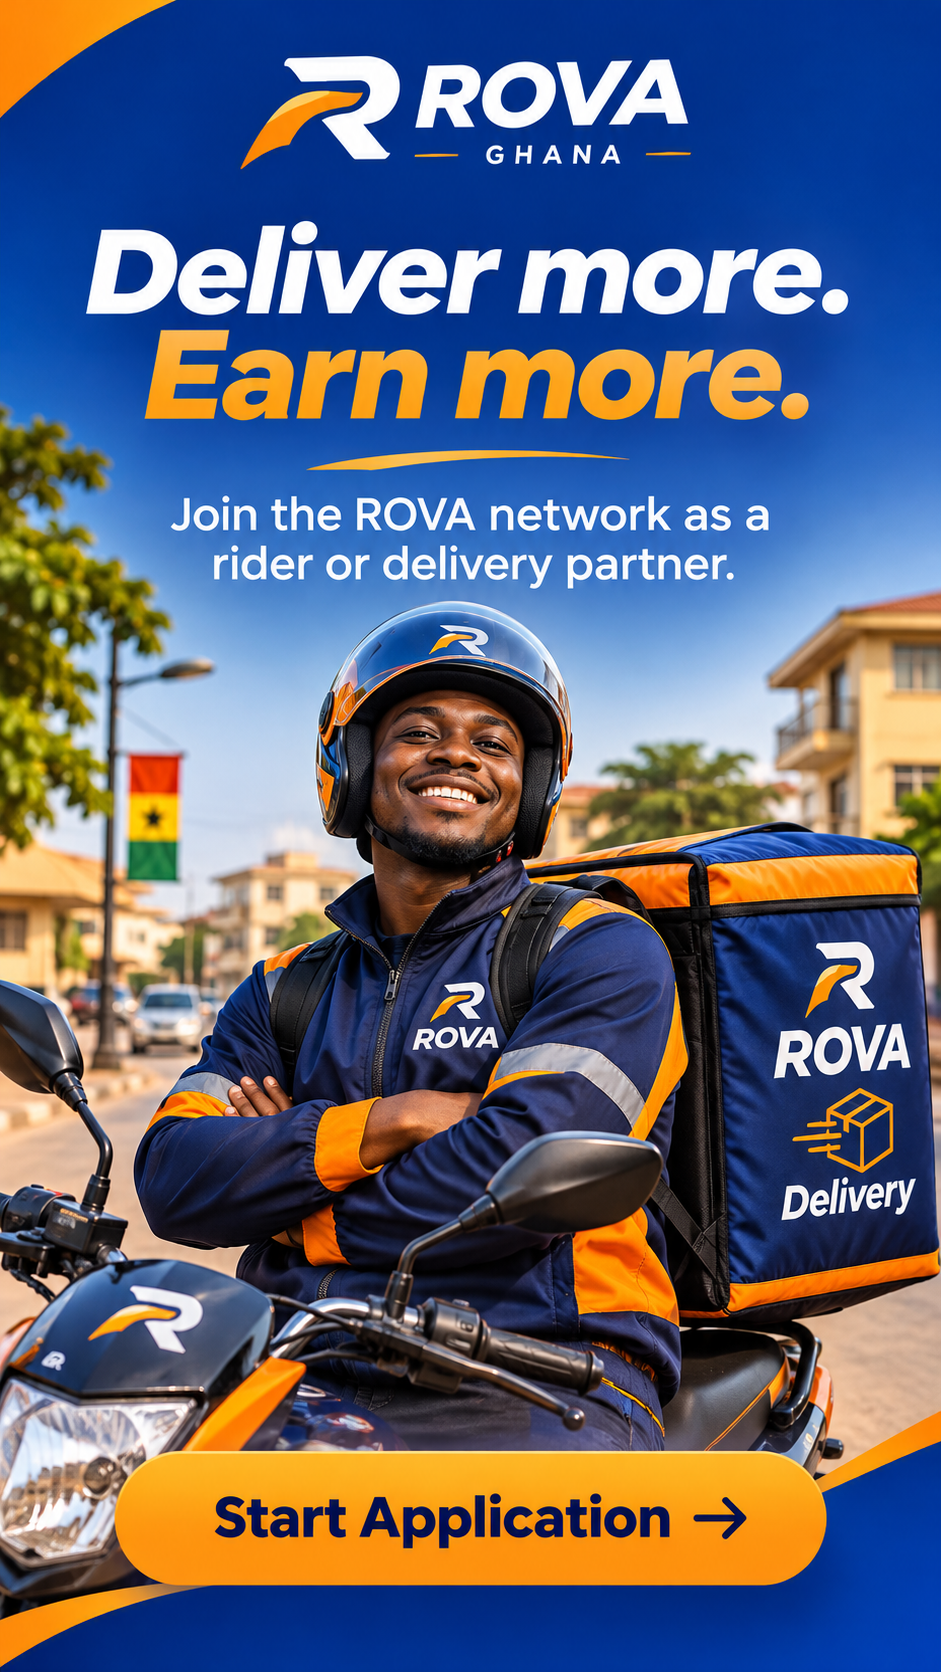 ROVA
GHANA
Deliver more.
Earn more.
Join the ROVA network as a
rider or delivery partner.
ROVA
ROVA
Delivery
Start Application →